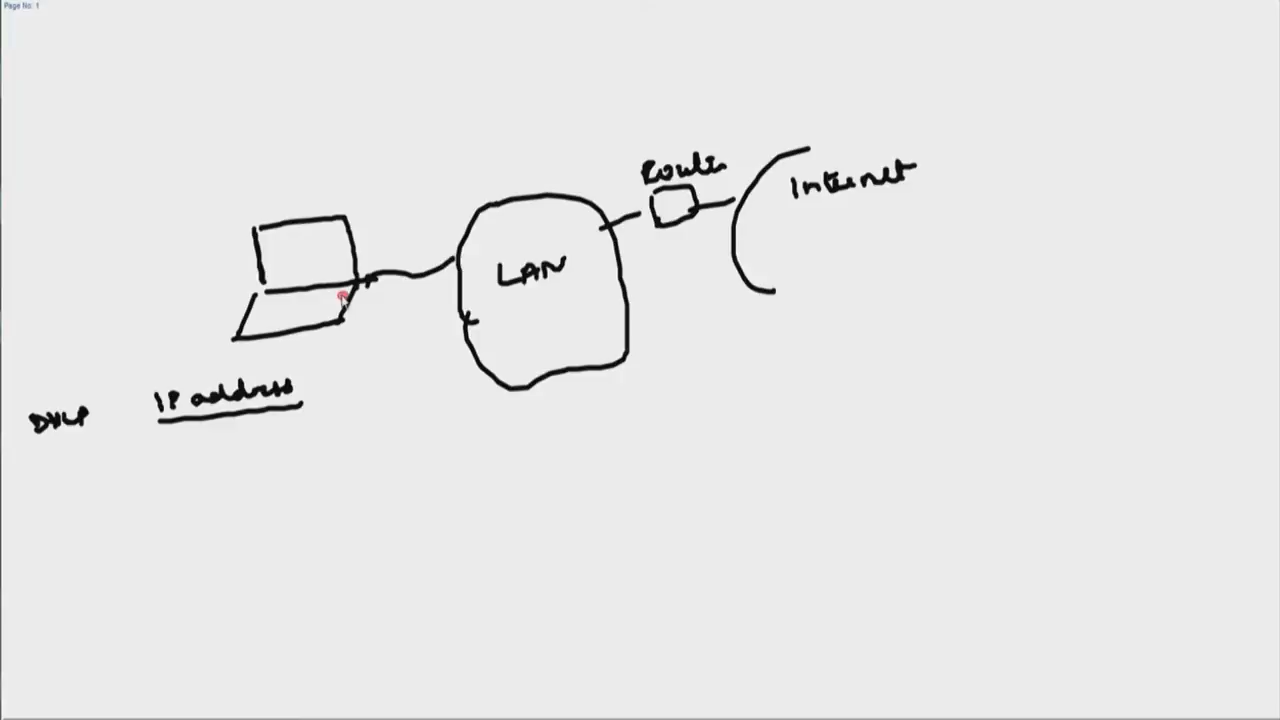 Page No: 1
Router
Internet
LAN
IP address
DHCP